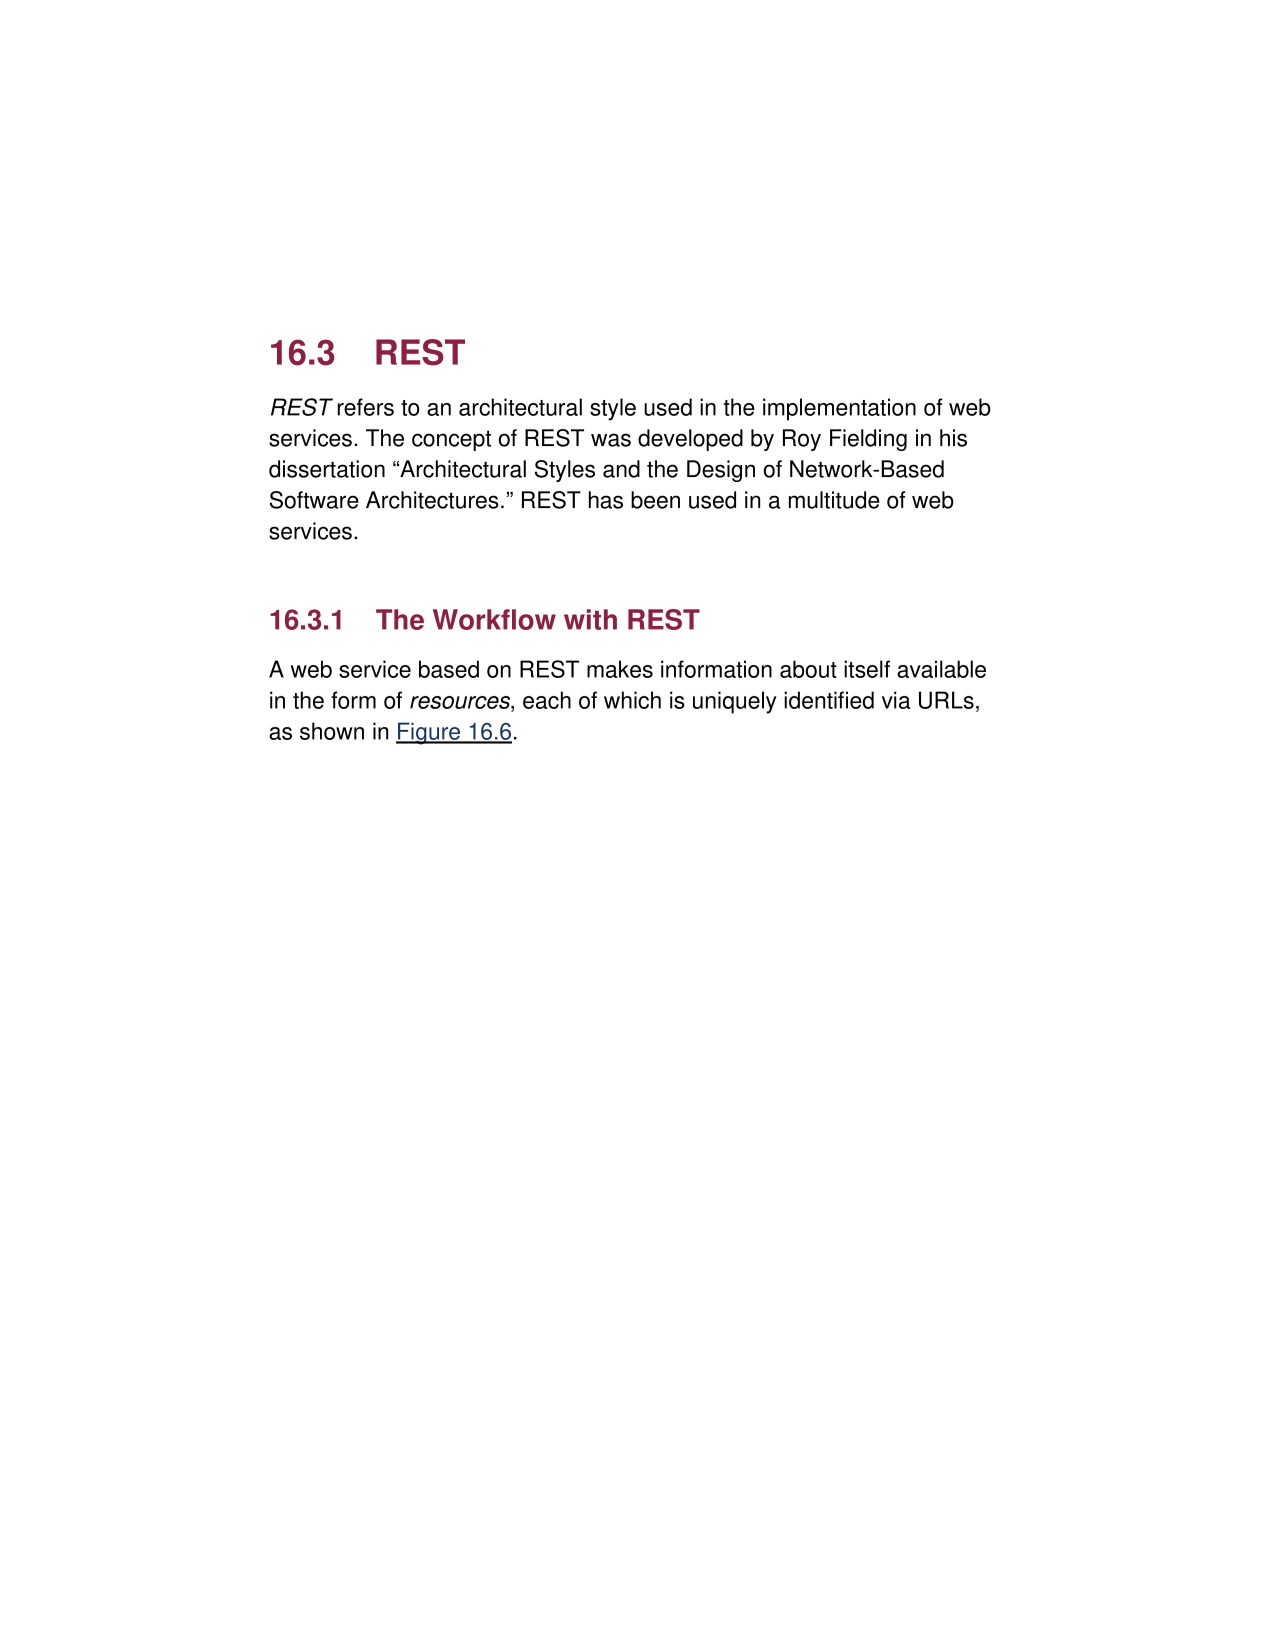 16.3 REST
REST refers to an architectural style used in the implementation of web
services. The concept of REST was developed by Roy Fielding in his
dissertation “Architectural Styles and the Design of Network-Based
Software Architectures.” REST has been used in a multitude of web
services.
16.3.1 The Workflow with REST
A web service based on REST makes information about itself available
in the form of resources, each of which is uniquely identified via URLs,
as shown in Figure 16.6.